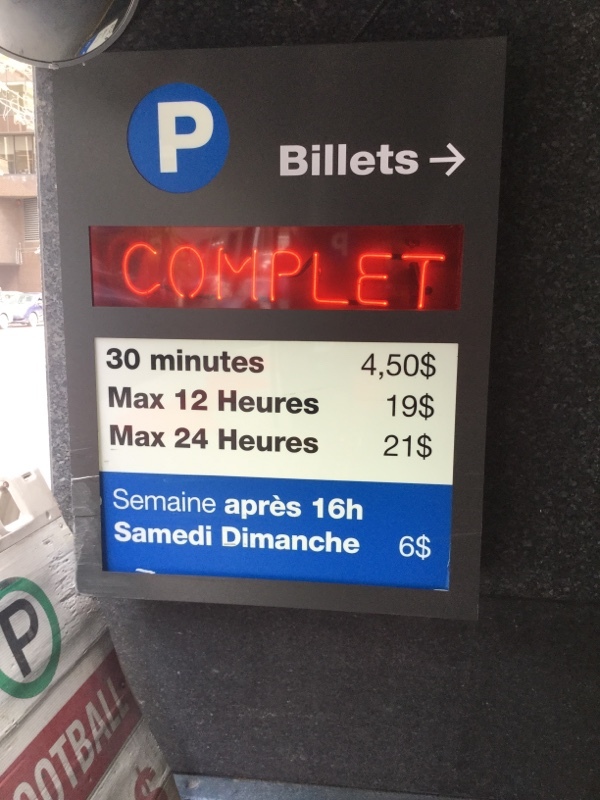 P
Billets →
COMPLET
30 minutes 4,50$
Max 12 Heures 19$
Max 24 Heures 21$
Semaine après 16h
Samedi Dimanche 6$
P
OOTBALL
$